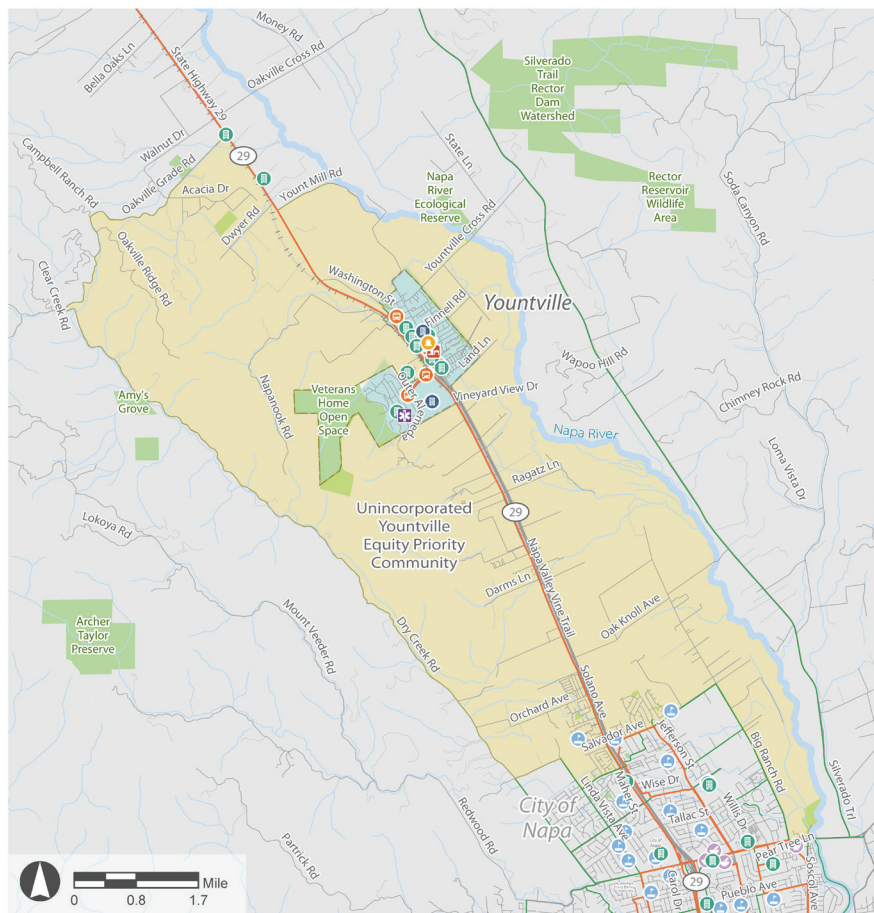 Money Rd
Bella Oaks Ln
State Highway 29
Oakville Cross Rd
Silverado
Trail
Rector
Dam
Watershed
Walnut Dr
29
Campbell Ranch Rd
Oakville Grade Rd
Acacia Dr
Yount Mill Rd
State Ln
Napa
River
Ecological
Reserve
Rector
Reservoir
Wildlife
Area
Soda Canyon Rd
Dwyer Rd
Yountville Cross Rd
Oakville Ridge Rd
Clear Creek Rd
Washington St
Finnell Rd
Yountville
Land Ln
Wapoo Hill Rd
Chimney Rock Rd
Amy's
Grove
Napanook Rd
Veterans
Home
Open
Space
Outer Alameda
Vineyard View Dr
Napa River
Loma Vista Dr
Ragatz Ln
Unincorporated
Yountville
Equity Priority
Community
29
Lokoya Rd
Napa Valley Vine Trail
Darms Ln
Oak Knoll Ave
Archer
Taylor
Preserve
Mount Veeder Rd
Dry Creek Rd
Solano Ave
Orchard Ave
Salvador Ave
Jefferson St
Big Ranch Rd
Silverado Trl
Redwood Rd
City of
Napa
Linda Vista Ave
Maher St
Wise Dr
Tallac St
Willis Dr
Pear Tree Ln
Soscol Ave
Partrick Rd
29
Carol Dr
Pueblo Ave
Mile
0
0.8
1.7